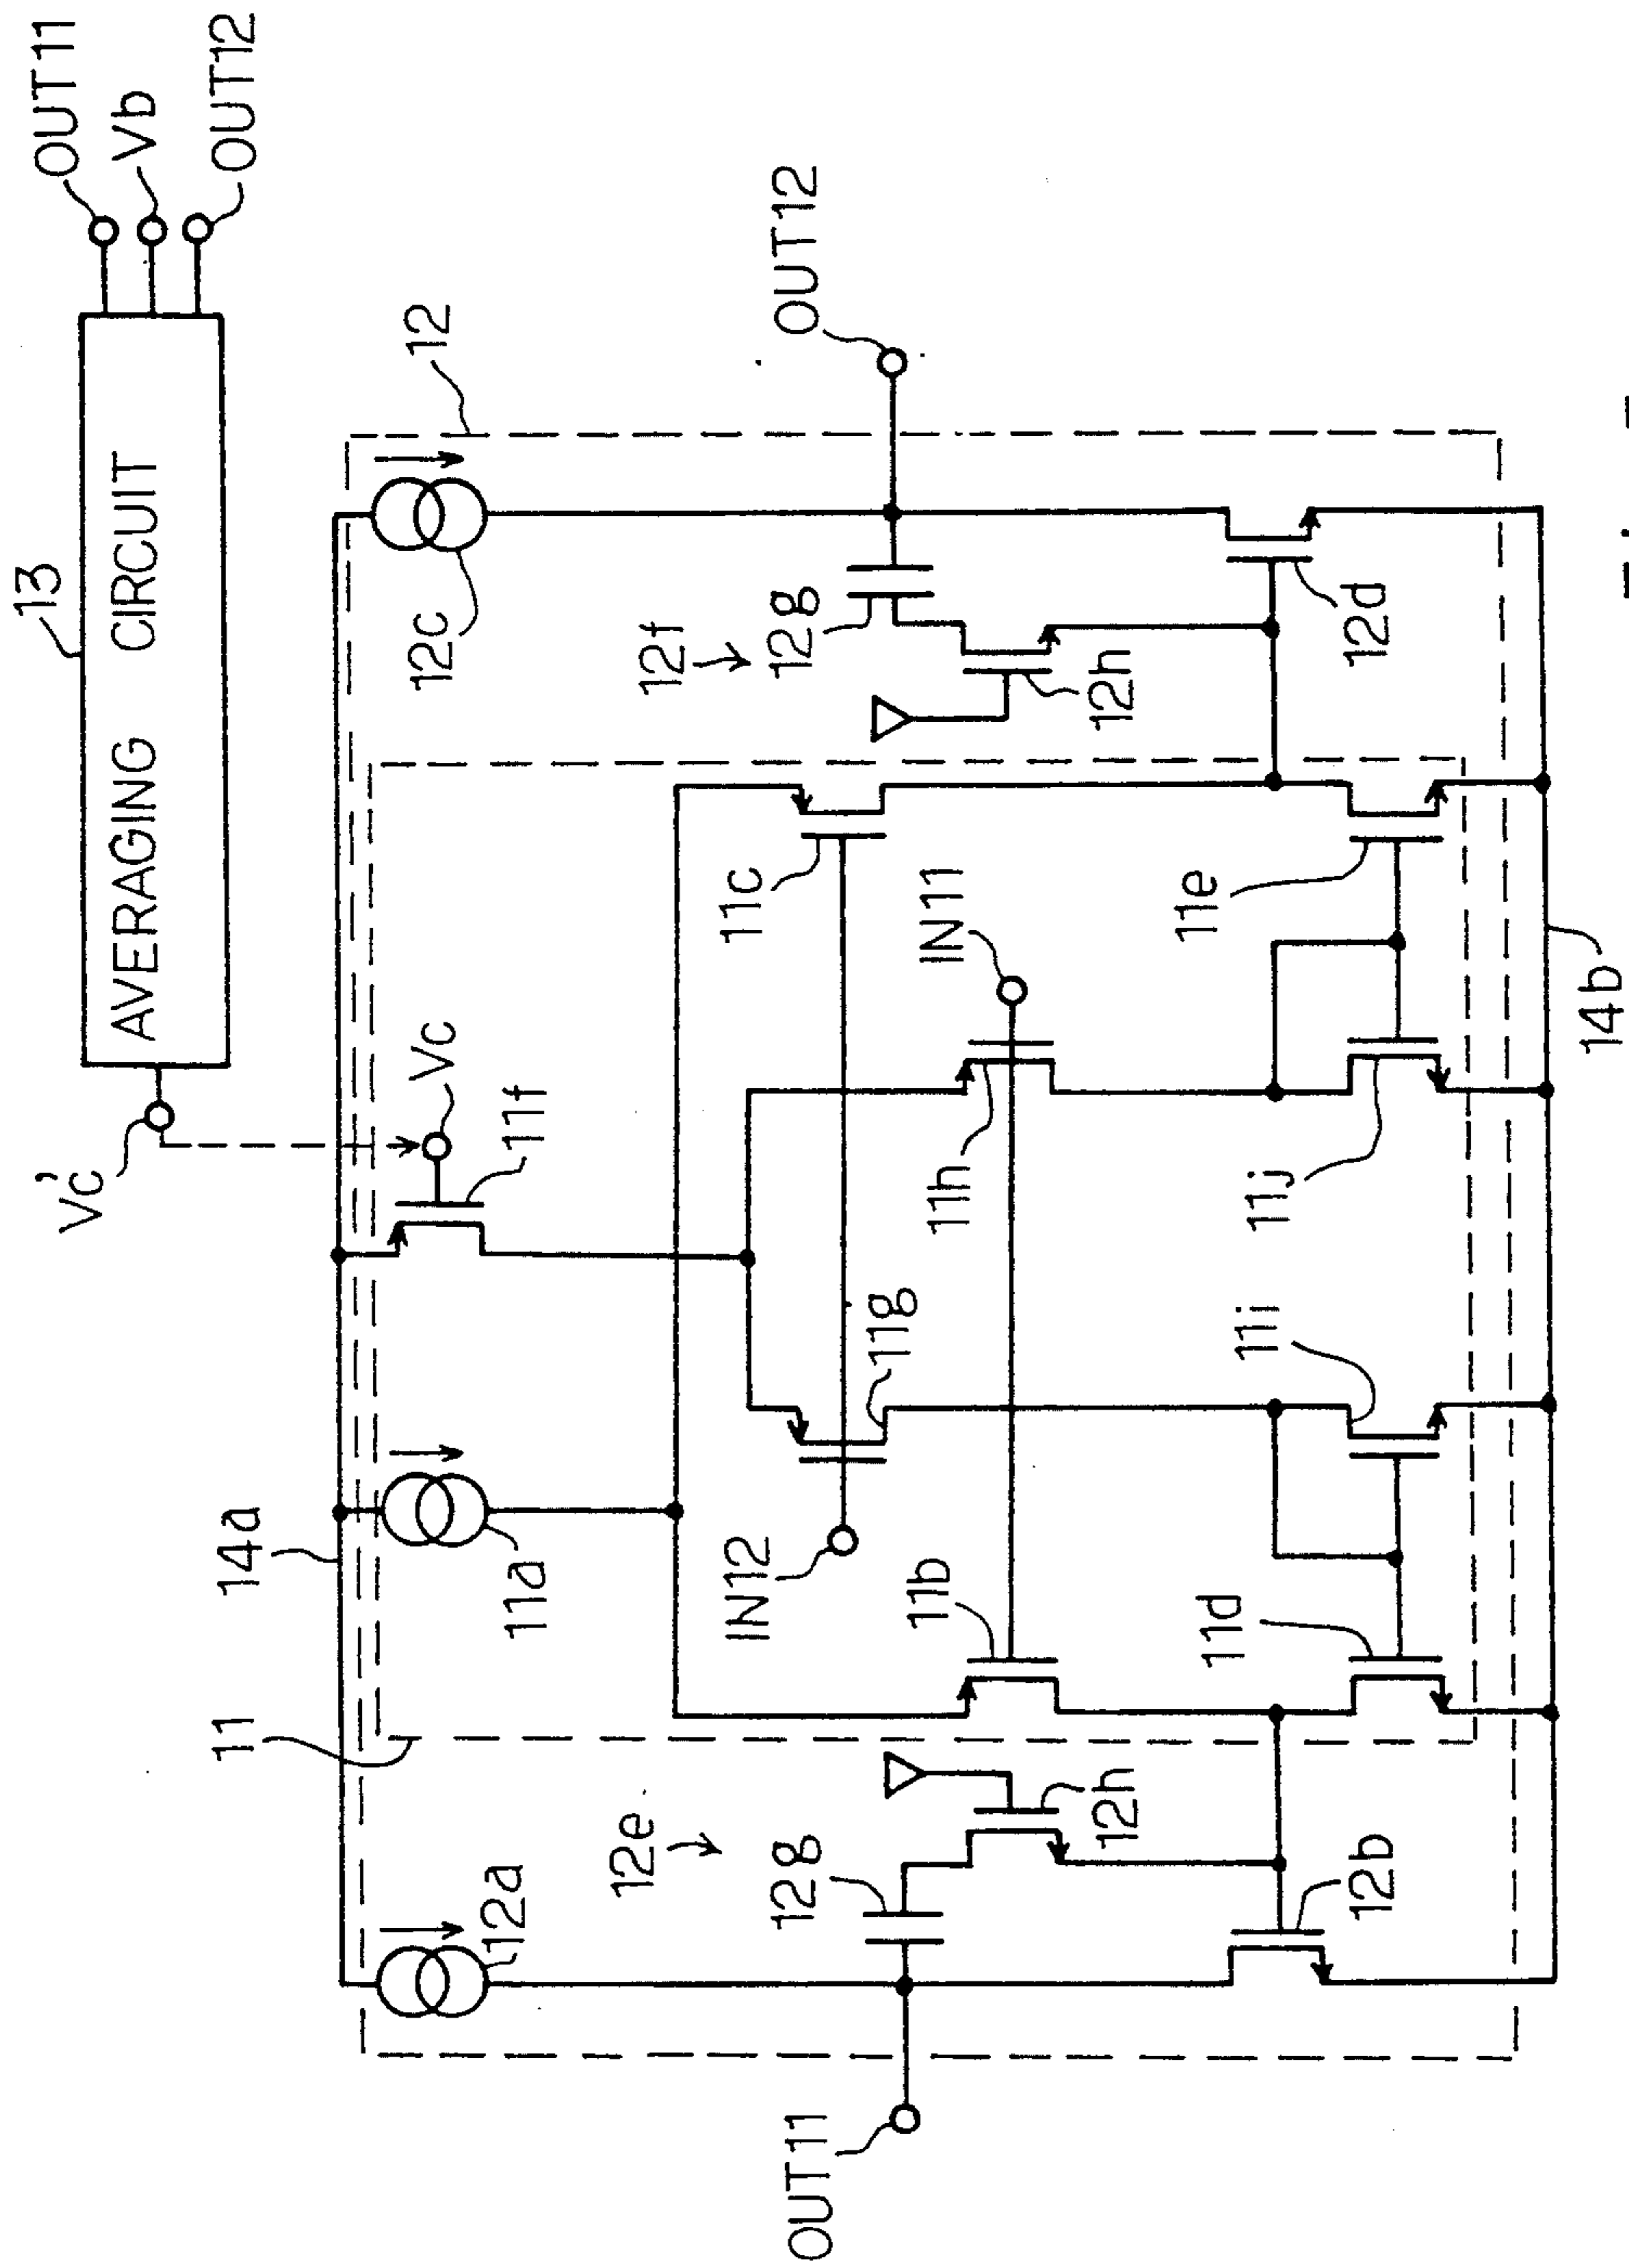 13
AVERAGING CIRCUIT
OUT11
Vb
OUT12
Vc'
14a
11
12
12a
11a
Vc
11f
12c
OUT11
12e
12g
12h
12b
IN12
11b
11g
11d
11i
11h
IN11
11j
11c
11e
12f
12g
12h
12d
OUT12
14b